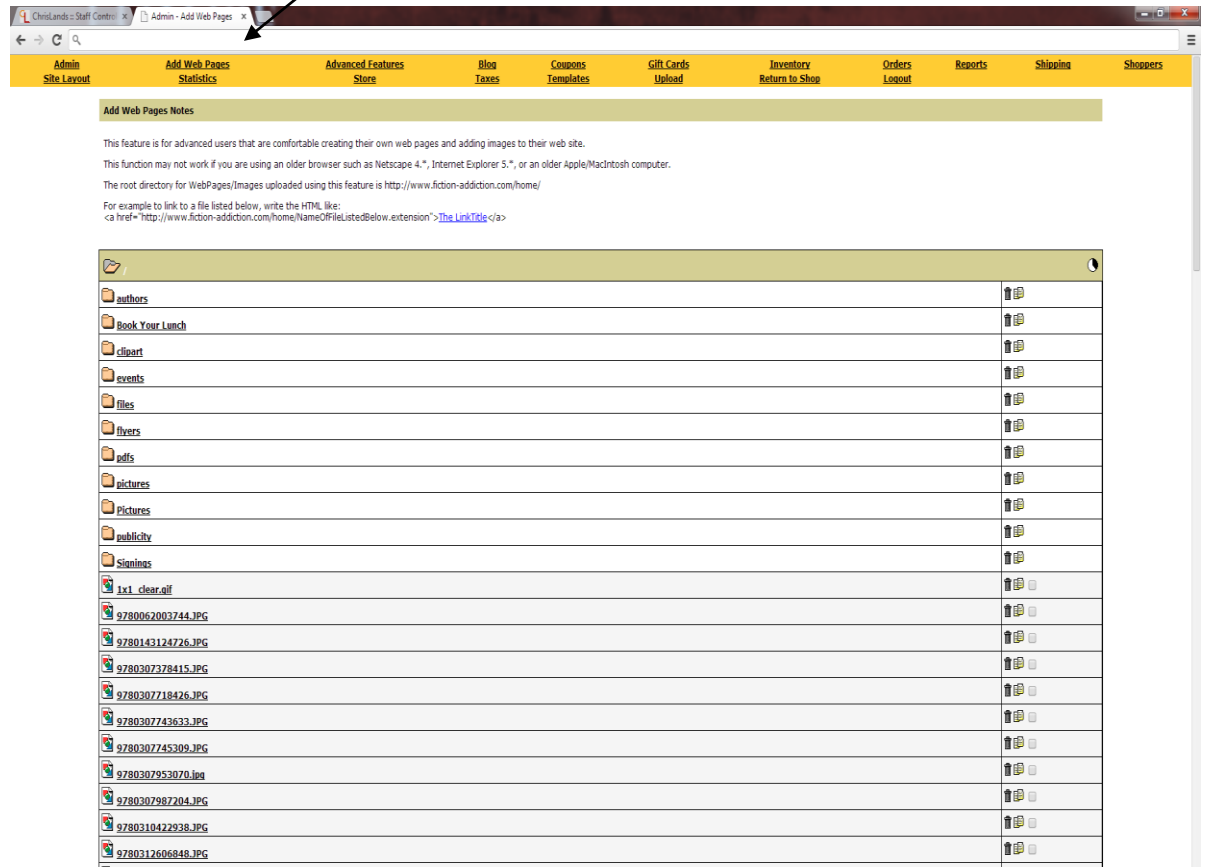 ChrisLands :: Staff Contro x
Admin - Add Web Pages x
Admin Add Web Pages Advanced Features Blog Coupons Gift Cards Inventory Orders Reports Shipping Shoppers
Site Layout Statistics Store Taxes Templates Upload Return to Shop Logout
Add Web Pages Notes
This feature is for advanced users that are comfortable creating their own web pages and adding images to their web site.
This function may not work if you are using an older browser such as Netscape 4.*, Internet Explorer 5.*, or an older Apple/MacIntosh computer.
The root directory for WebPages/Images uploaded using this feature is http://www.fiction-addiction.com/home/
For example to link to a file listed below, write the HTML like:
<a href="http://www.fiction-addiction.com/home/NameOfFileListedBelow.extension">The LinkTitle</a>
/
authors
Book Your Lunch
clipart
events
files
flyers
pdfs
pictures
Pictures
publicity
Signings
1x1_clear.gif
9780062003744.JPG
9780143124726.JPG
9780307378415.JPG
9780307718426.JPG
9780307743633.JPG
9780307745309.JPG
9780307953070.jpg
9780307987204.JPG
9780310422938.JPG
9780312606848.JPG